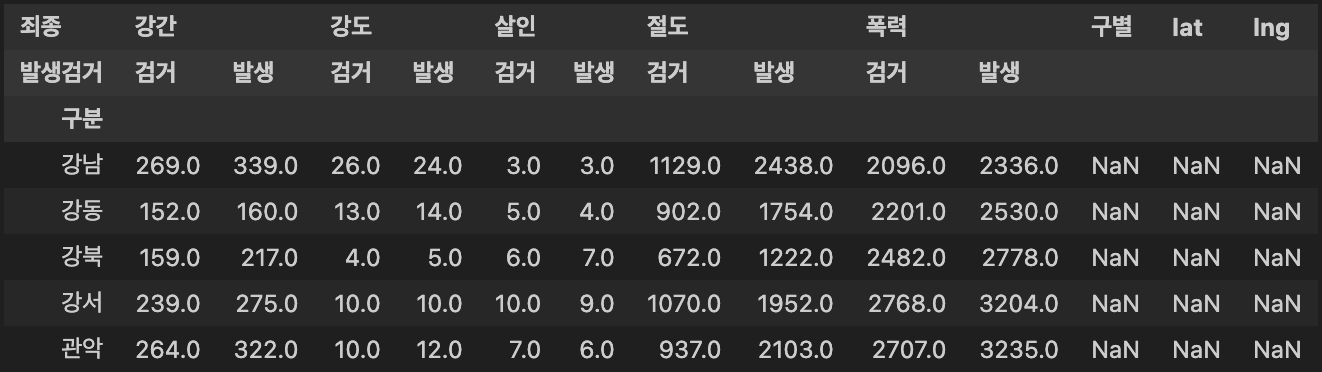 죄종 강간 강도 살인 절도 폭력 구별 lat lng
발생검거 검거 발생 검거 발생 검거 발생 검거 발생 검거 발생
구분
강남 269.0 339.0 26.0 24.0 3.0 3.0 1129.0 2438.0 2096.0 2336.0 NaN NaN NaN
강동 152.0 160.0 13.0 14.0 5.0 4.0 902.0 1754.0 2201.0 2530.0 NaN NaN NaN
강북 159.0 217.0 4.0 5.0 6.0 7.0 672.0 1222.0 2482.0 2778.0 NaN NaN NaN
강서 239.0 275.0 10.0 10.0 10.0 9.0 1070.0 1952.0 2768.0 3204.0 NaN NaN NaN
관악 264.0 322.0 10.0 12.0 7.0 6.0 937.0 2103.0 2707.0 3235.0 NaN NaN NaN